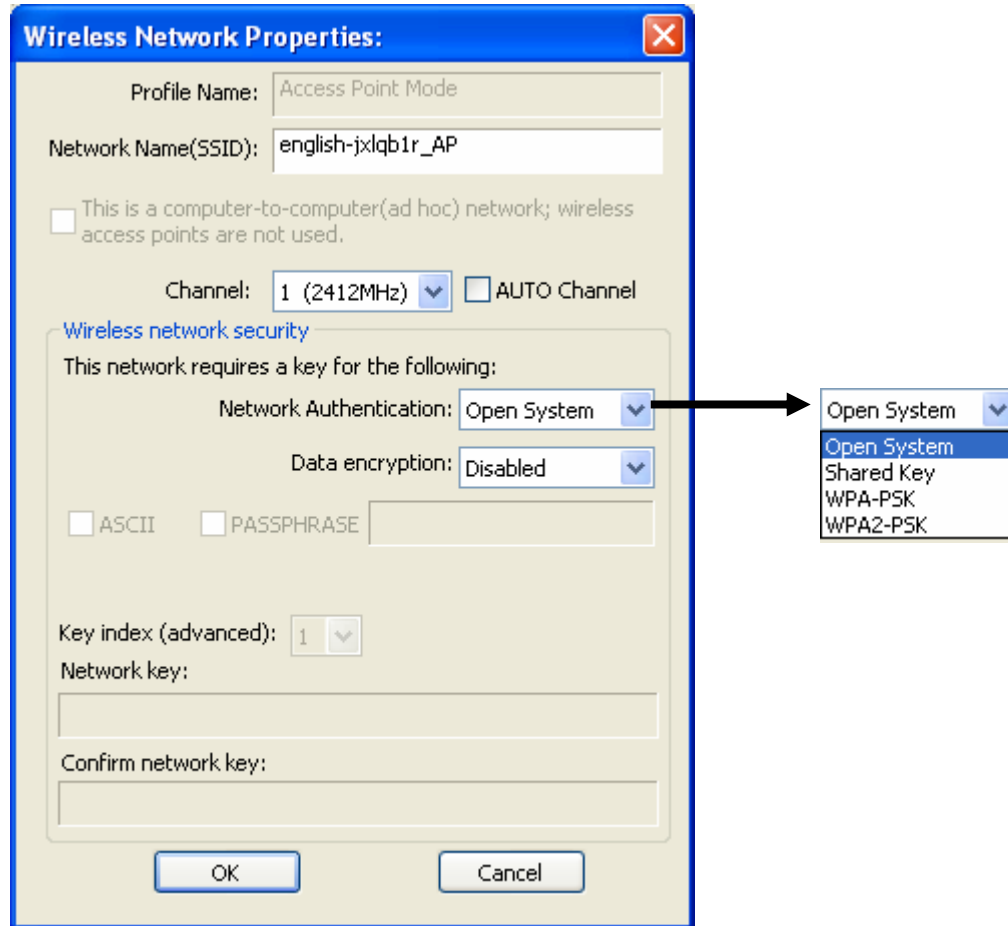 Wireless Network Properties:
Profile Name: Access Point Mode
Network Name(SSID): english-jxlqb1r_AP
This is a computer-to-computer(ad hoc) network; wireless
access points are not used.
Channel: 1 (2412MHz) AUTO Channel
Wireless network security
This network requires a key for the following:
Network Authentication: Open System
Data encryption: Disabled
ASCII PASSPHRASE
Key index (advanced): 1
Network key:
Confirm network key:
OK Cancel
Open System
Open System
Shared Key
WPA-PSK
WPA2-PSK